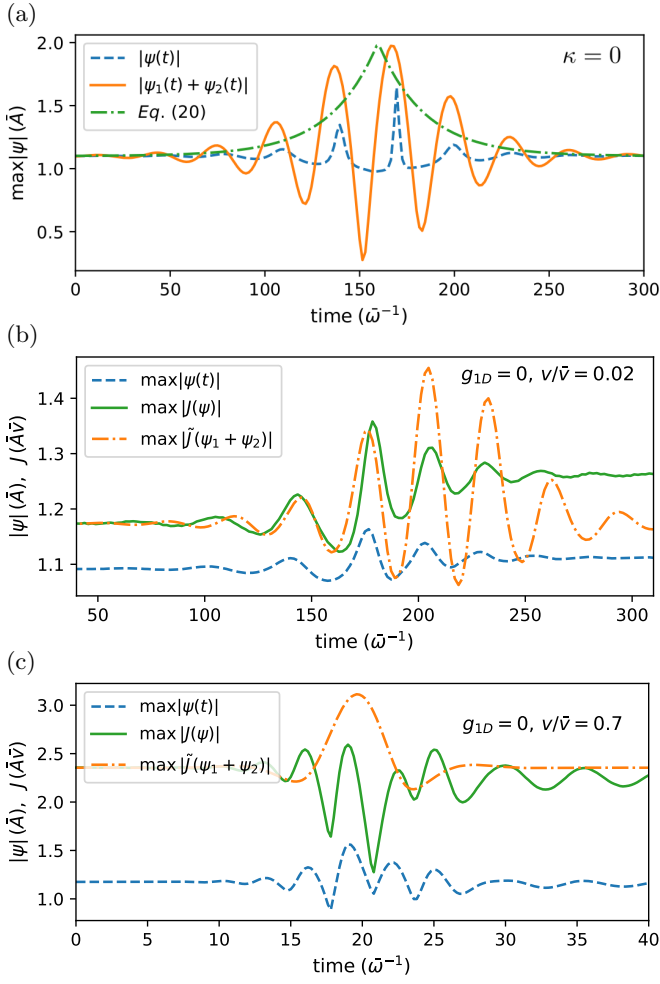 (a)
2.0
1.5
1.0
0.5
max|ψ| (Ā)
|ψ(t)|
|ψ₁(t) + ψ₂(t)|
Eq. (20)
κ = 0
0 50 100 150 200 250 300
time (ω̄⁻¹)
(b)
1.4
1.3
1.2
1.1
|ψ| (Ā), J (Āv̄)
max|ψ(t)|
max |J(ψ)|
max |J̃(ψ₁ + ψ₂)|
g₁D = 0, v/v̄ = 0.02
50 100 150 200 250 300
time (ω̄⁻¹)
(c)
3.0
2.5
2.0
1.5
1.0
|ψ| (Ā), J (Āv̄)
max|ψ(t)|
max |J(ψ)|
max |J̃(ψ₁ + ψ₂)|
g₁D = 0, v/v̄ = 0.7
0 5 10 15 20 25 30 35 40
time (ω̄⁻¹)